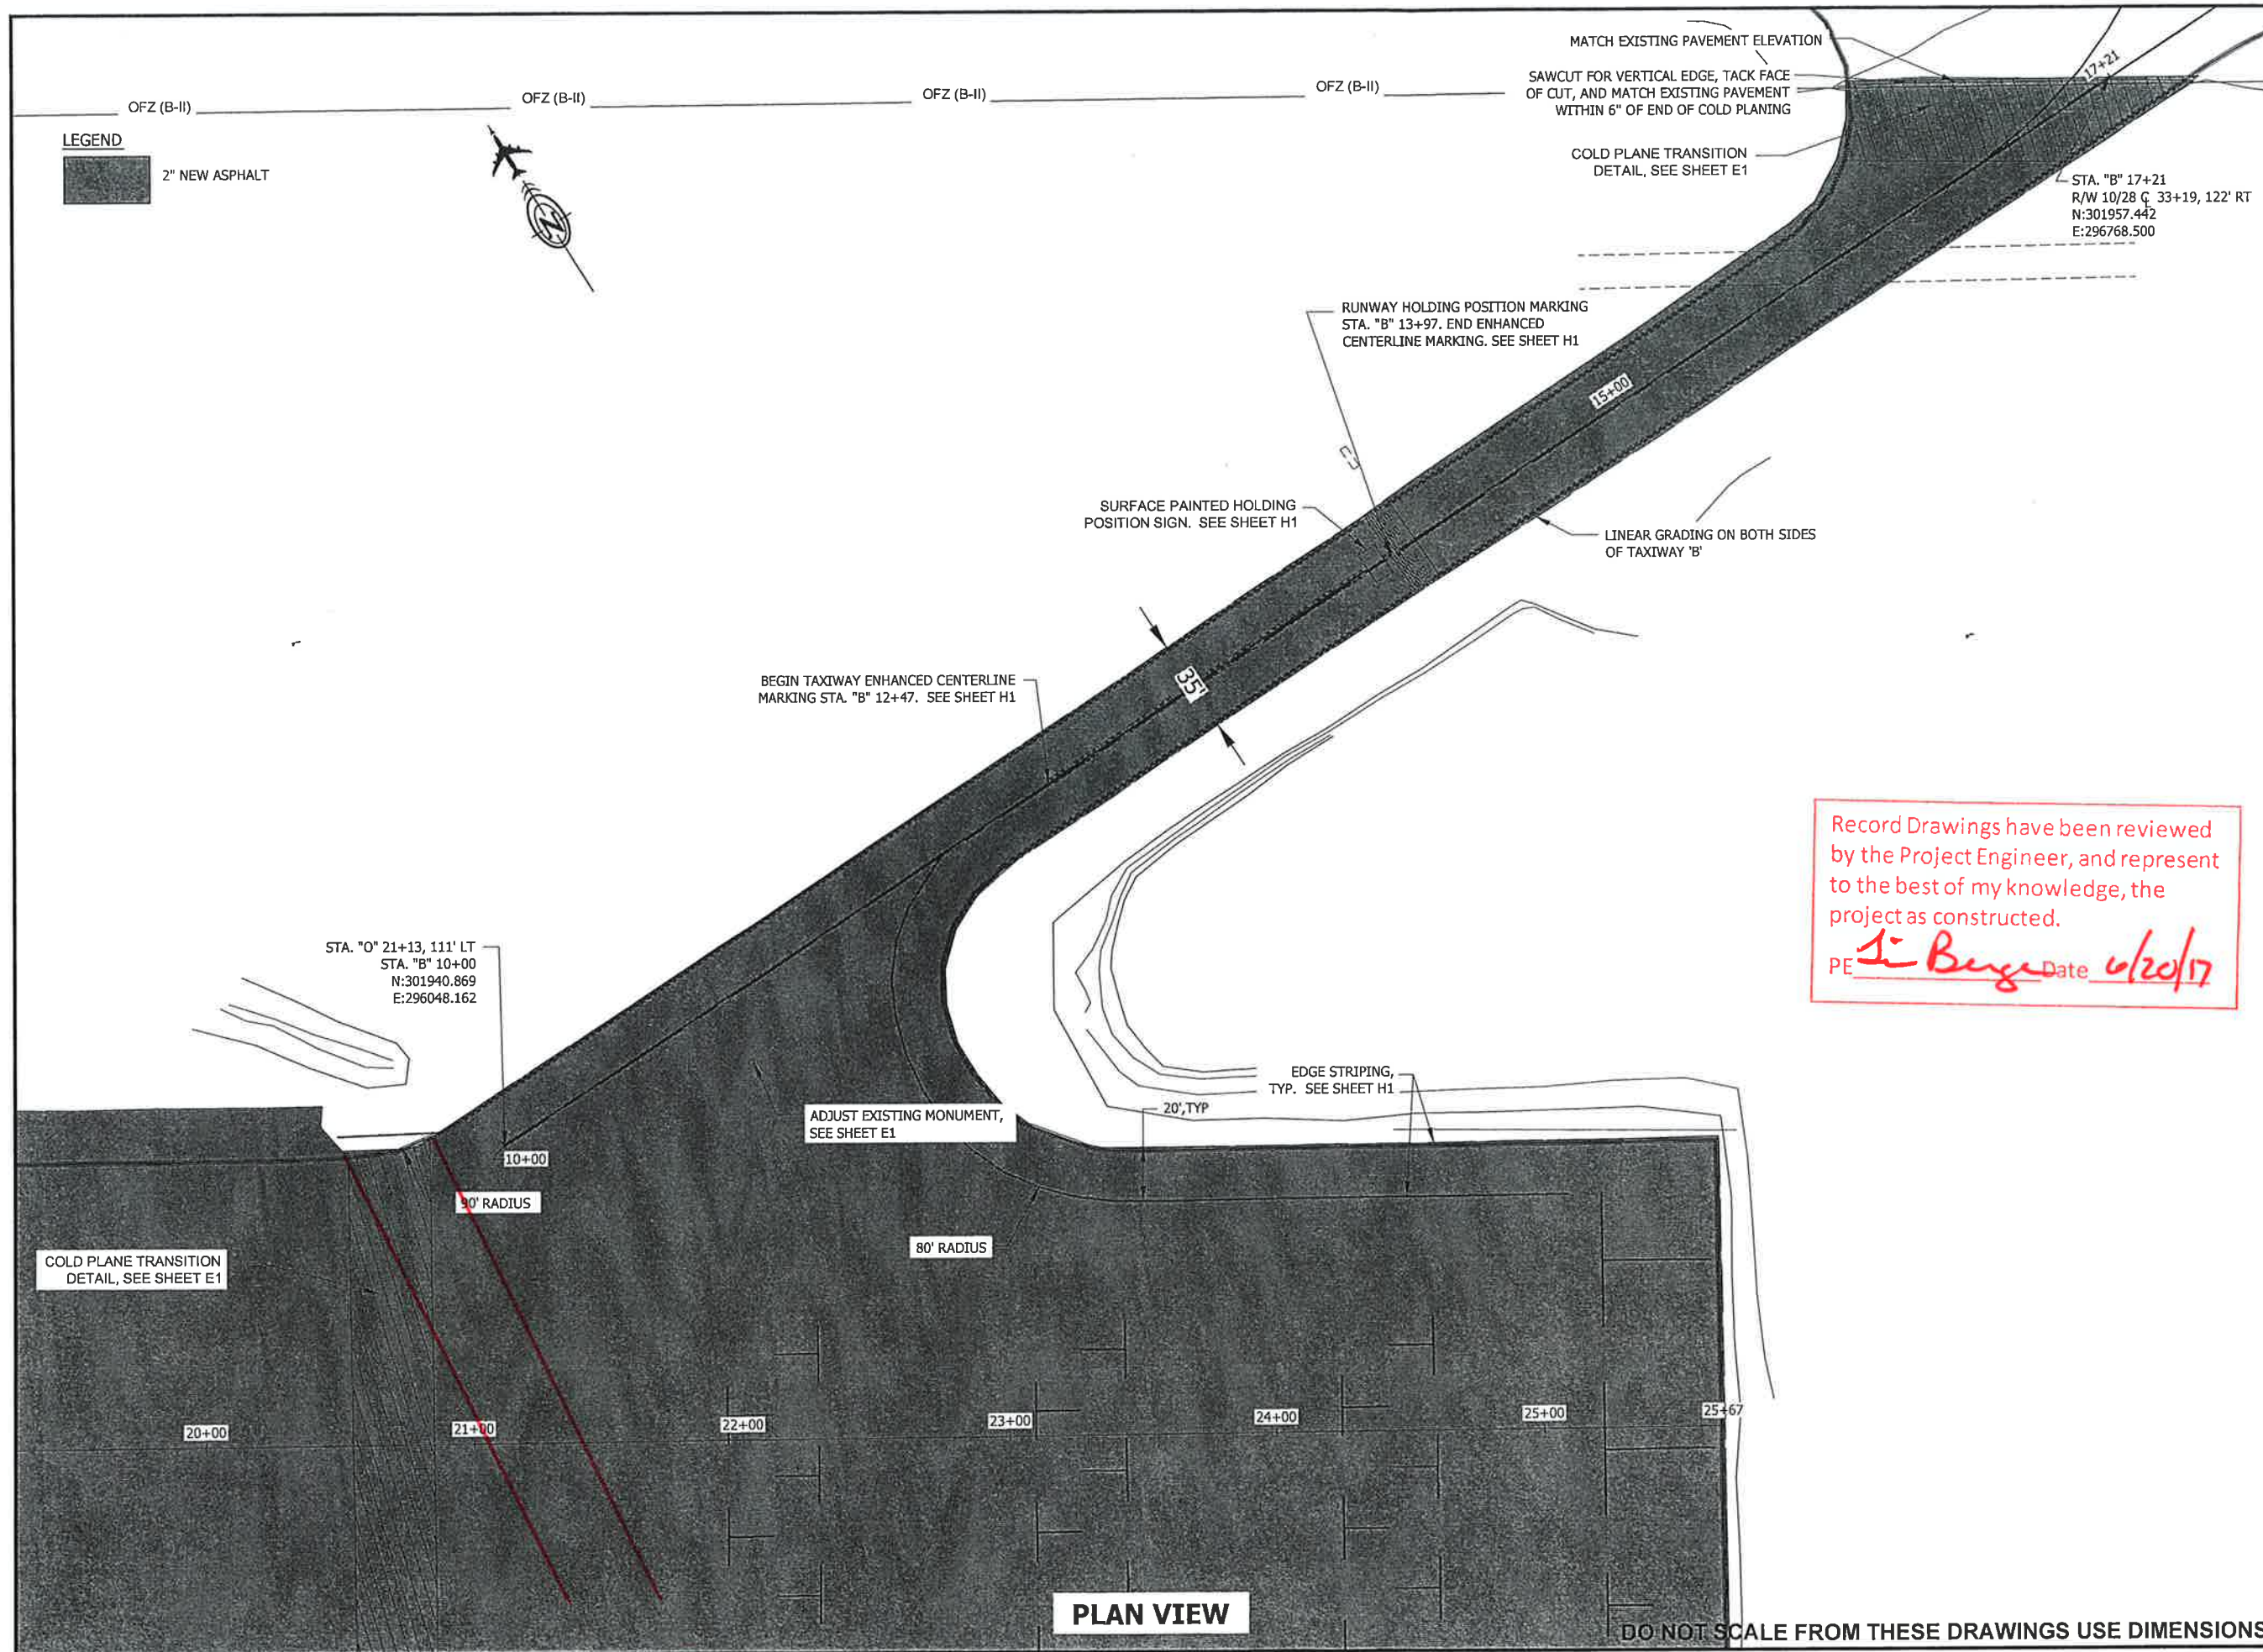 MATCH EXISTING PAVEMENT ELEVATION
17+21
SAWCUT FOR VERTICAL EDGE, TACK FACE
OF CUT, AND MATCH EXISTING PAVEMENT
WITHIN 6" OF END OF COLD PLANING
OFZ (B-II)
OFZ (B-II)
OFZ (B-II)
OFZ (B-II)
LEGEND
2" NEW ASPHALT
N
COLD PLANE TRANSITION
DETAIL, SEE SHEET E1
STA. "B" 17+21
R/W 10/28 ℄ 33+19, 122' RT
N:301957.442
E:296768.500
RUNWAY HOLDING POSITION MARKING
STA. "B" 13+97. END ENHANCED
CENTERLINE MARKING. SEE SHEET H1
15+00
SURFACE PAINTED HOLDING
POSITION SIGN. SEE SHEET H1
LINEAR GRADING ON BOTH SIDES
OF TAXIWAY 'B'
BEGIN TAXIWAY ENHANCED CENTERLINE
MARKING STA. "B" 12+47. SEE SHEET H1
35'
Record Drawings have been reviewed
by the Project Engineer, and represent
to the best of my knowledge, the
project as constructed.
PE Date 6/20/17
STA. "O" 21+13, 111' LT
STA. "B" 10+00
N:301940.869
E:296048.162
EDGE STRIPING,
TYP. SEE SHEET H1
20',TYP
ADJUST EXISTING MONUMENT,
SEE SHEET E1
10+00
90' RADIUS
80' RADIUS
COLD PLANE TRANSITION
DETAIL, SEE SHEET E1
20+00
21+00
22+00
23+00
24+00
25+00
25+67
PLAN VIEW
DO NOT SCALE FROM THESE DRAWINGS USE DIMENSIONS